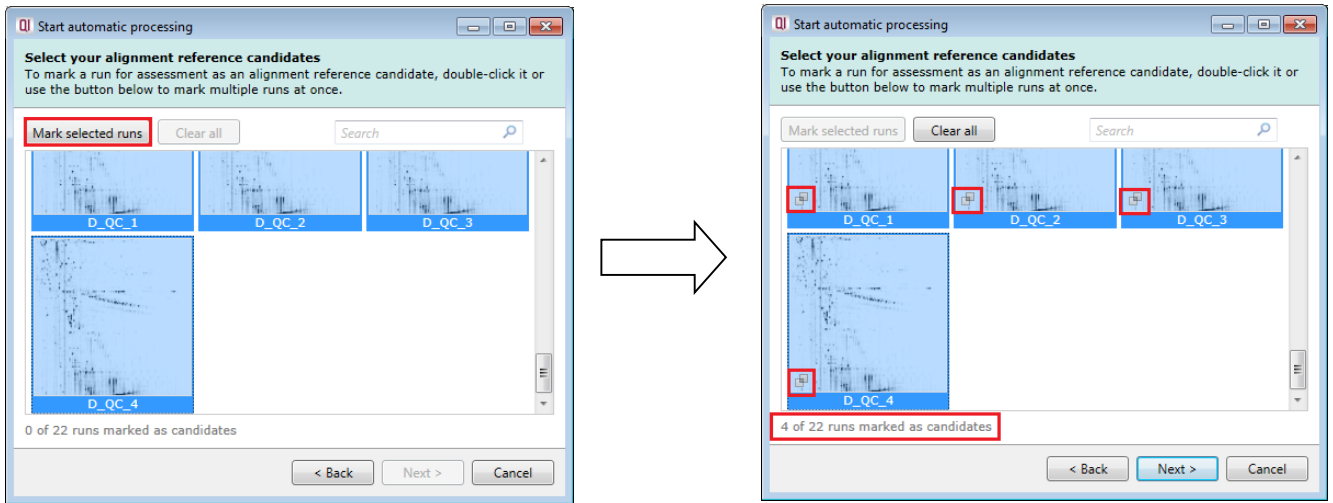 QI Start automatic processing
Select your alignment reference candidates
To mark a run for assessment as an alignment reference candidate, double-click it or
use the button below to mark multiple runs at once.
Mark selected runs Clear all Search
D_QC_1 D_QC_2 D_QC_3
D_QC_4
0 of 22 runs marked as candidates
< Back Next > Cancel
QI Start automatic processing
Select your alignment reference candidates
To mark a run for assessment as an alignment reference candidate, double-click it or
use the button below to mark multiple runs at once.
Mark selected runs Clear all Search
D_QC_1 D_QC_2 D_QC_3
D_QC_4
4 of 22 runs marked as candidates
< Back Next > Cancel